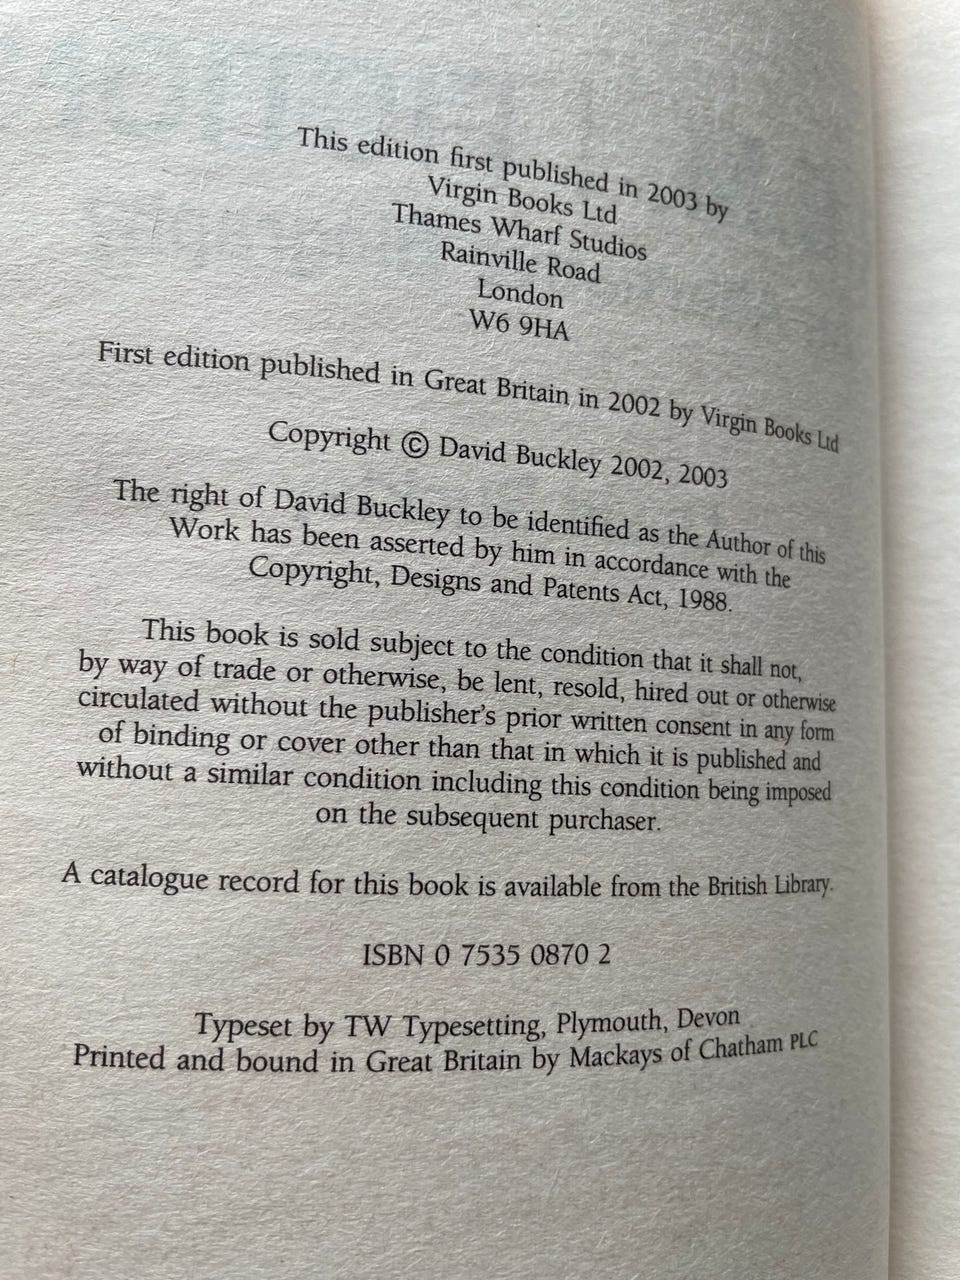 This edition first published in 2003 by
Virgin Books Ltd
Thames Wharf Studios
Rainville Road
London
W6 9HA
First edition published in Great Britain in 2002 by Virgin Books Ltd
Copyright © David Buckley 2002, 2003
The right of David Buckley to be identified as the Author of this
Work has been asserted by him in accordance with the
Copyright, Designs and Patents Act, 1988.
This book is sold subject to the condition that it shall not,
by way of trade or otherwise, be lent, resold, hired out or otherwise
circulated without the publisher's prior written consent in any form
of binding or cover other than that in which it is published and
without a similar condition including this condition being imposed
on the subsequent purchaser.
A catalogue record for this book is available from the British Library.
ISBN 0 7535 0870 2
Typeset by TW Typesetting, Plymouth, Devon
Printed and bound in Great Britain by Mackays of Chatham PLC